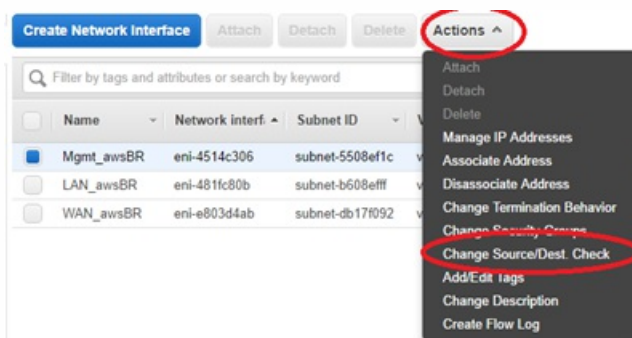 Create Network Interface Attach Detach Delete Actions
Filter by tags and attributes or search by keyword
Attach
Detach
Delete
Manage IP Addresses
Associate Address
Disassociate Address
Change Termination Behavior
Change Security Groups
Change Source/Dest. Check
Add/Edit Tags
Change Description
Create Flow Log
Name Network interf Subnet ID V
Mgmt_awsBR eni-4514c306 subnet-5508ef1c v
LAN_awsBR eni-481fc80b subnet-b608efff v
WAN_awsBR eni-e803d4ab subnet-db17f092 v